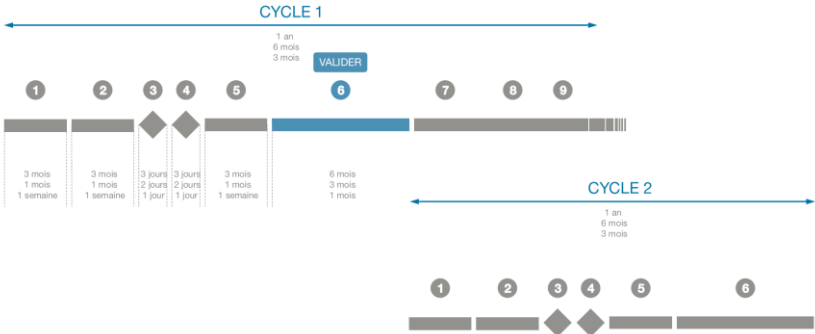 CYCLE 1
1 an
6 mois
3 mois
VALIDER
1 2 3 4 5 6 7 8 9
3 mois 3 mois 3 jours 3 jours 3 mois 6 mois
1 mois 1 mois 2 jours 2 jours 1 mois 3 mois
1 semaine 1 semaine 1 jour 1 jour 1 semaine 1 mois
CYCLE 2
1 an
6 mois
3 mois
1 2 3 4 5 6